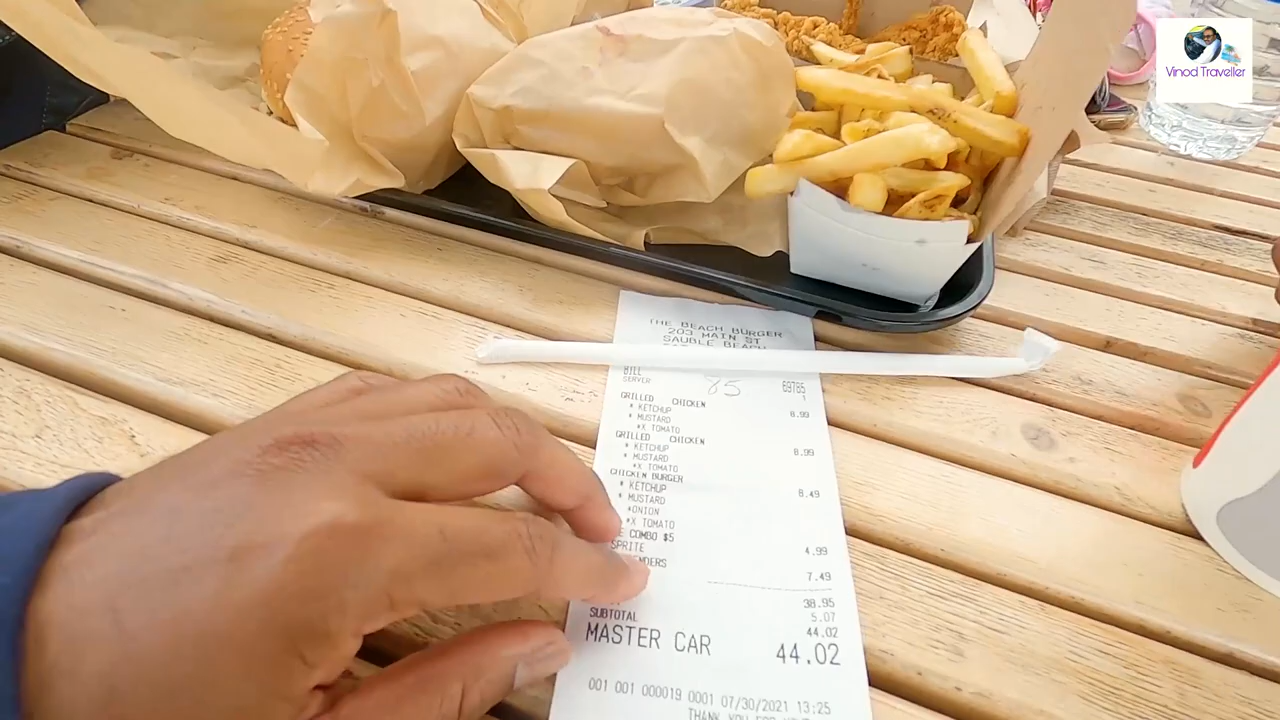 Vinod Traveller
THE BEACH BURGER
203 MAIN ST
SAUBLE BEACH
BILL 85 69785
SERVER 1
GRILLED CHICKEN 8.99
* KETCHUP
* MUSTARD
*X TOMATO
GRILLED CHICKEN 8.99
* KETCHUP
* MUSTARD
*X TOMATO
CHICKEN BURGER 8.49
* KETCHUP
* MUSTARD
*ONION
*X TOMATO
COMBO $5 4.99
SPRITE
ENDERS 7.49
38.95
5.07
SUBTOTAL 44.02
MASTER CAR 44.02
001 001 000019 0001 07/30/2021 13:25
THANK YOU FOR